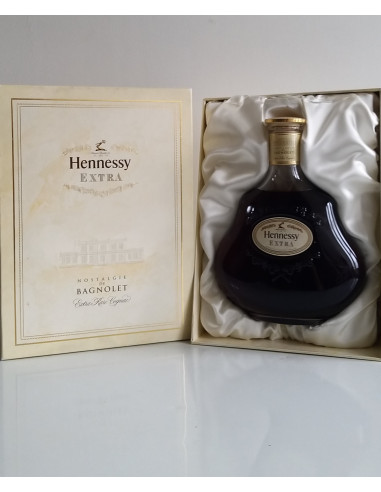 Hennessy
EXTRA
NOSTALGIE
DE
BAGNOLET
Extra Rare Cognac
Hennessy
EXTRA